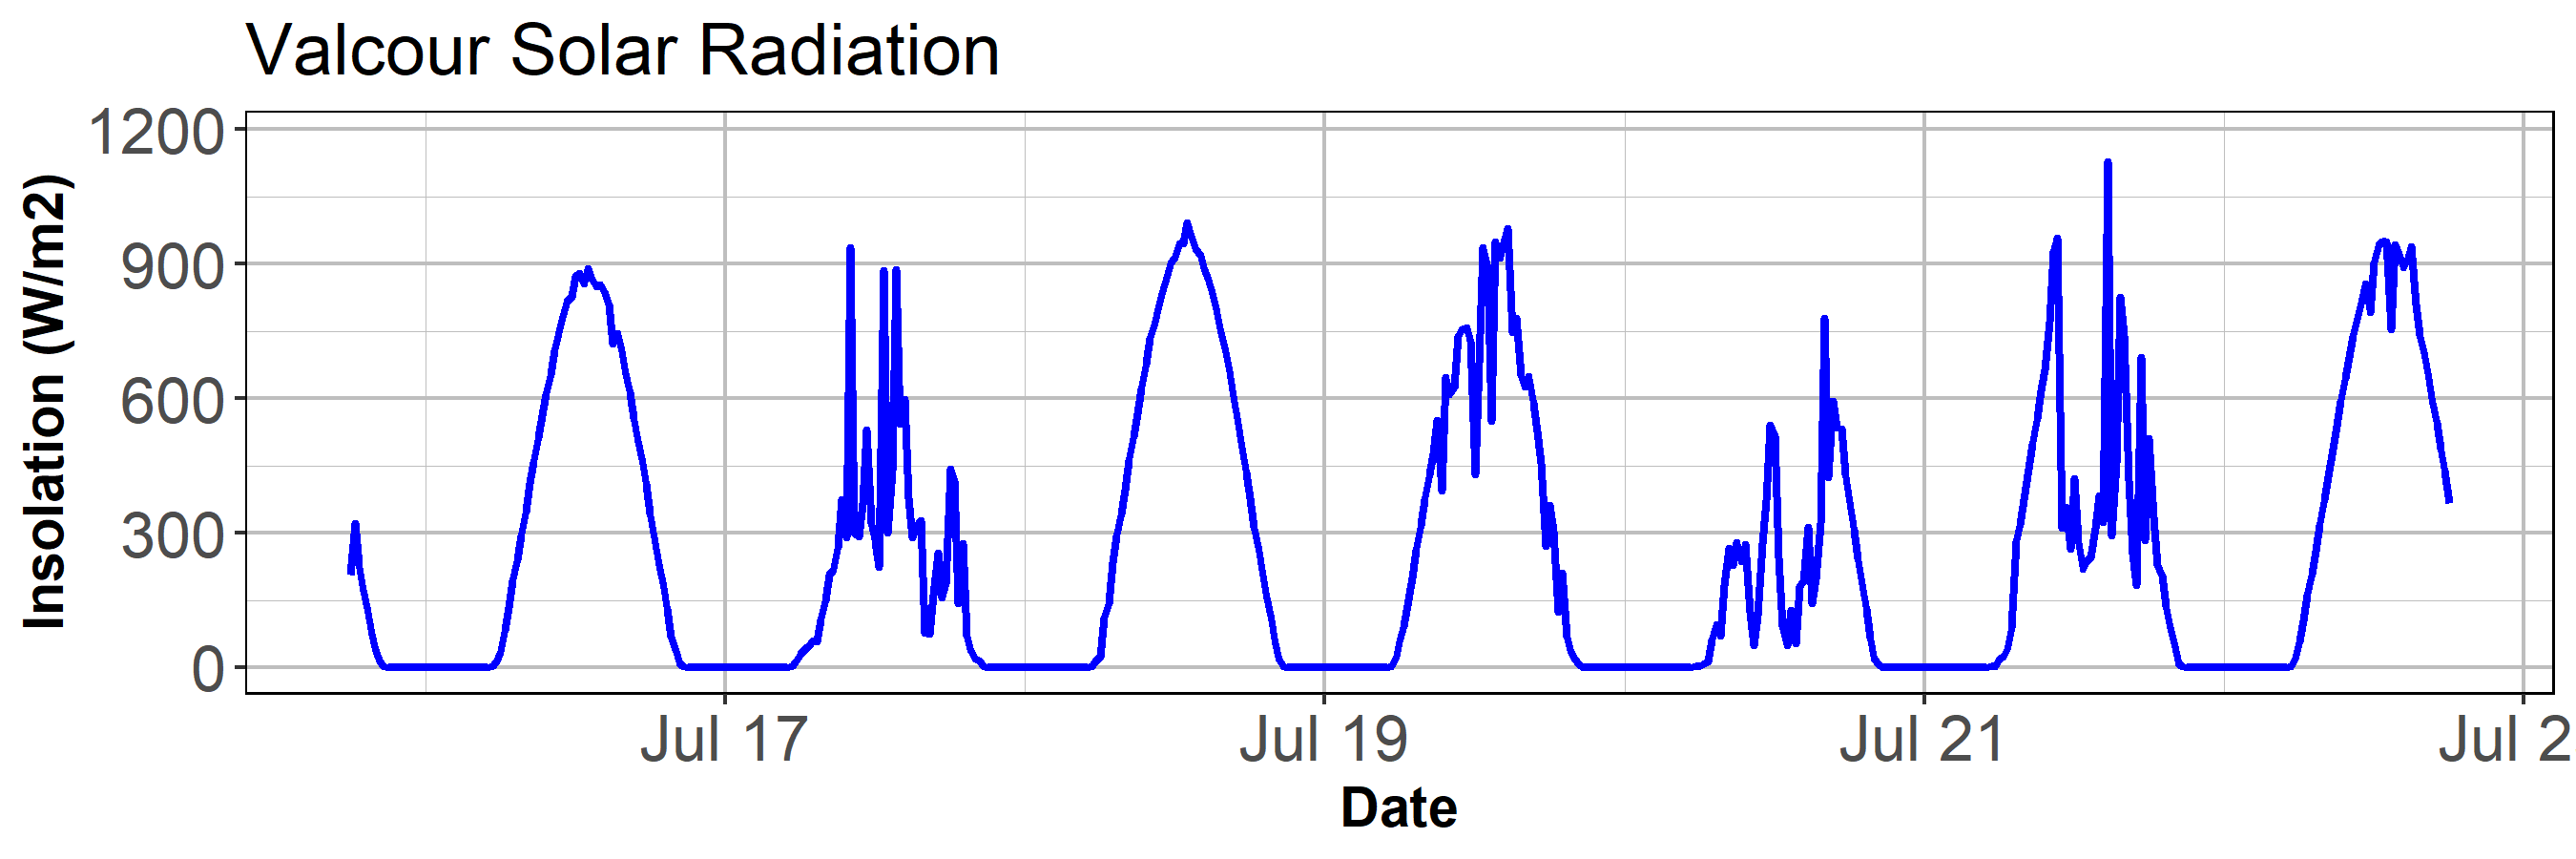 Valcour Solar Radiation
Insolation (W/m2)
1200
900
600
300
0
Jul 17 Jul 19 Jul 21 Jul 2
Date